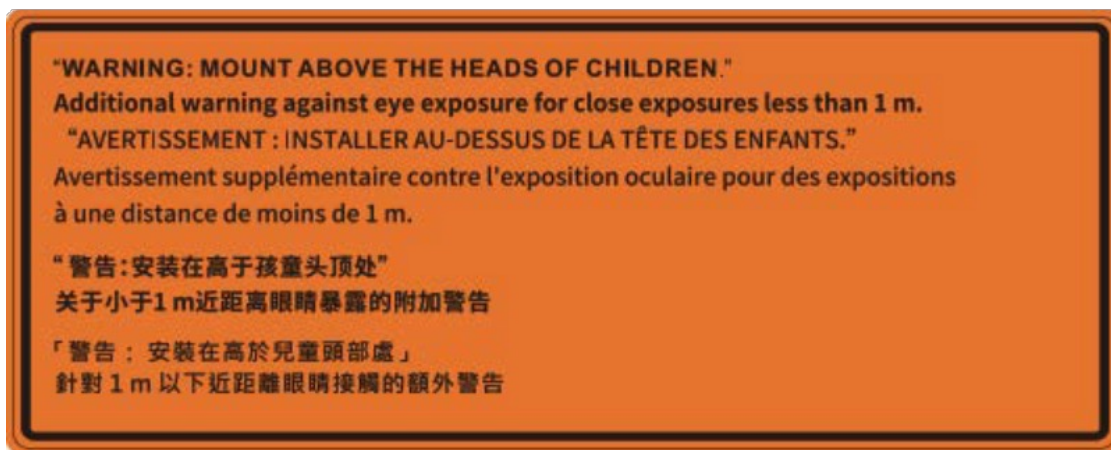 "WARNING: MOUNT ABOVE THE HEADS OF CHILDREN."
Additional warning against eye exposure for close exposures less than 1 m.
“AVERTISSEMENT : INSTALLER AU-DESSUS DE LA TÊTE DES ENFANTS.”
Avertissement supplémentaire contre l'exposition oculaire pour des expositions
à une distance de moins de 1 m.
“警告：安装在高于孩童头顶处”
关于小于1 m近距离眼睛暴露的附加警告
「警告： 安裝在高於兒童頭部處」
針對 1 m 以下近距離眼睛接觸的額外警告